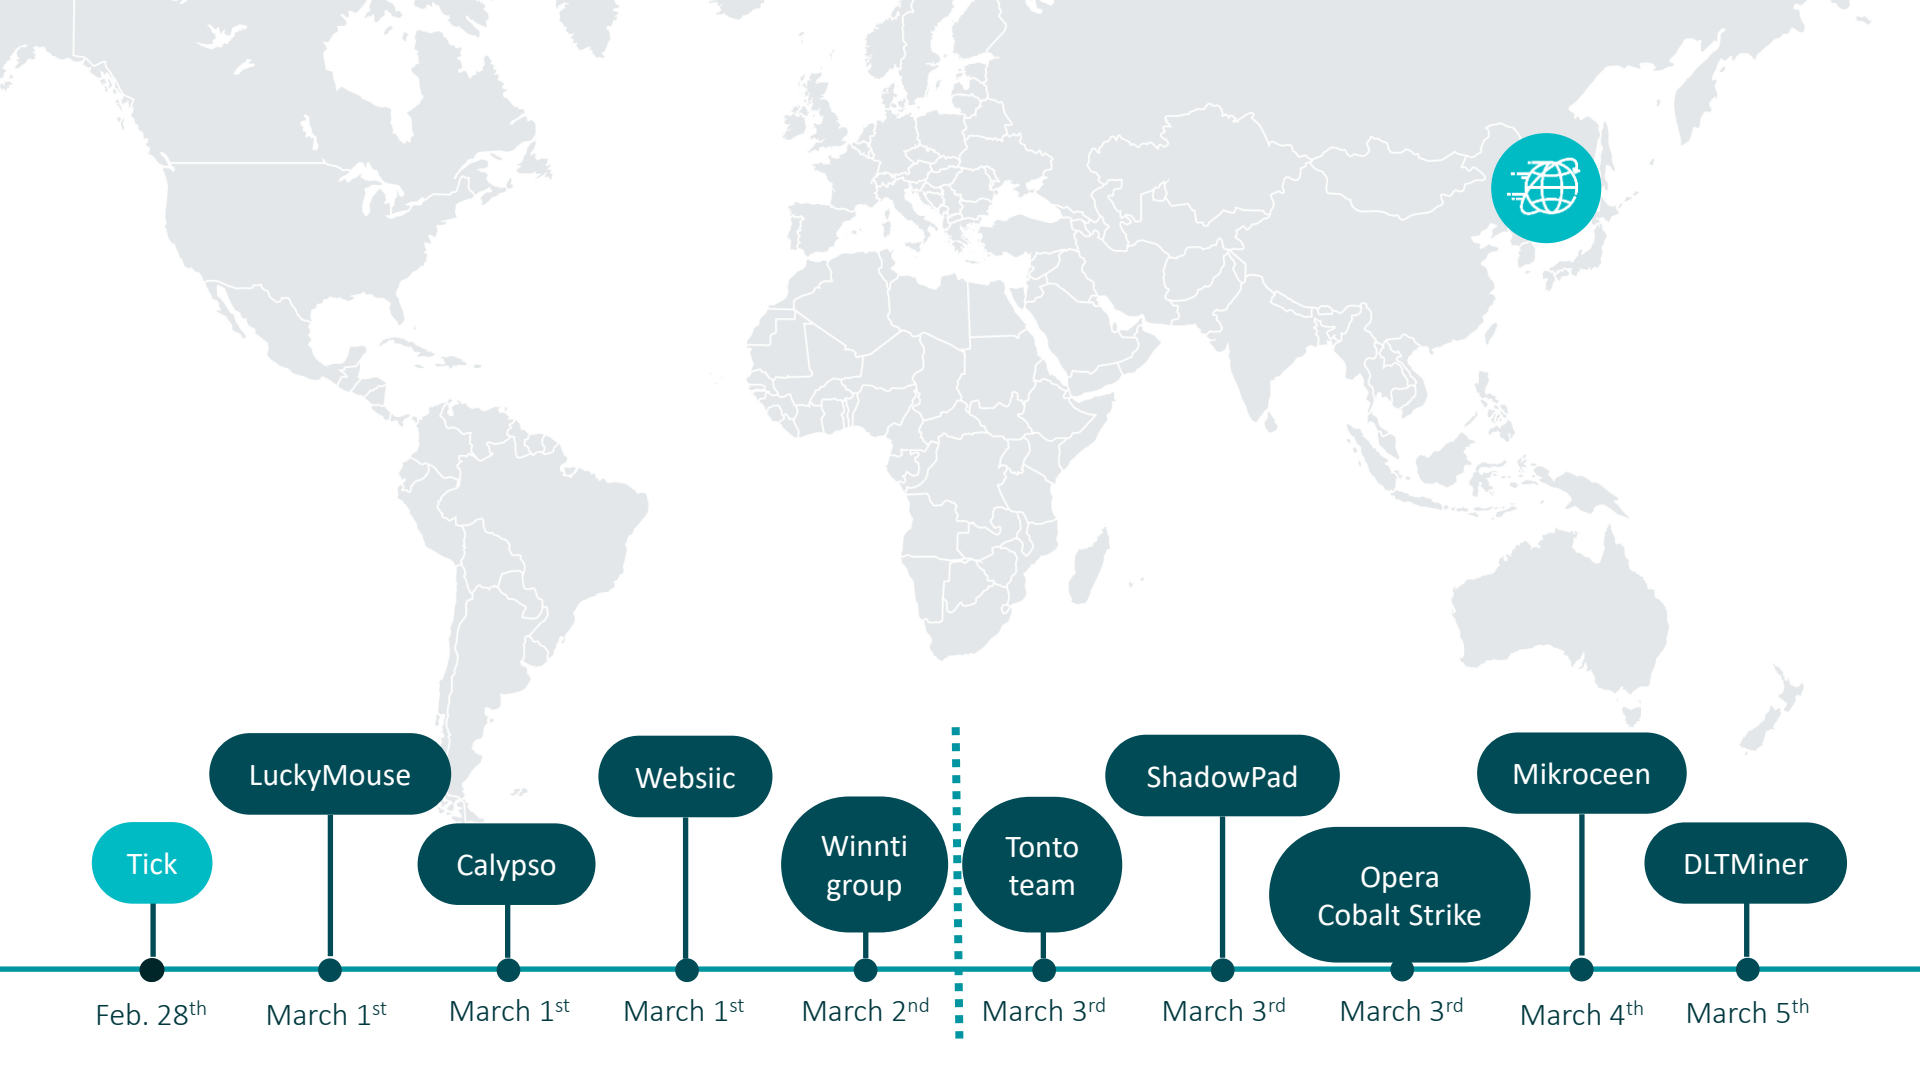 LuckyMouse
Websiic
ShadowPad
Mikroceen
Tick
Calypso
Winnti
group
Tonto
team
Opera
Cobalt Strike
DLTMiner
Feb. 28th
March 1st
March 1st
March 1st
March 2nd
March 3rd
March 3rd
March 3rd
March 4th
March 5th